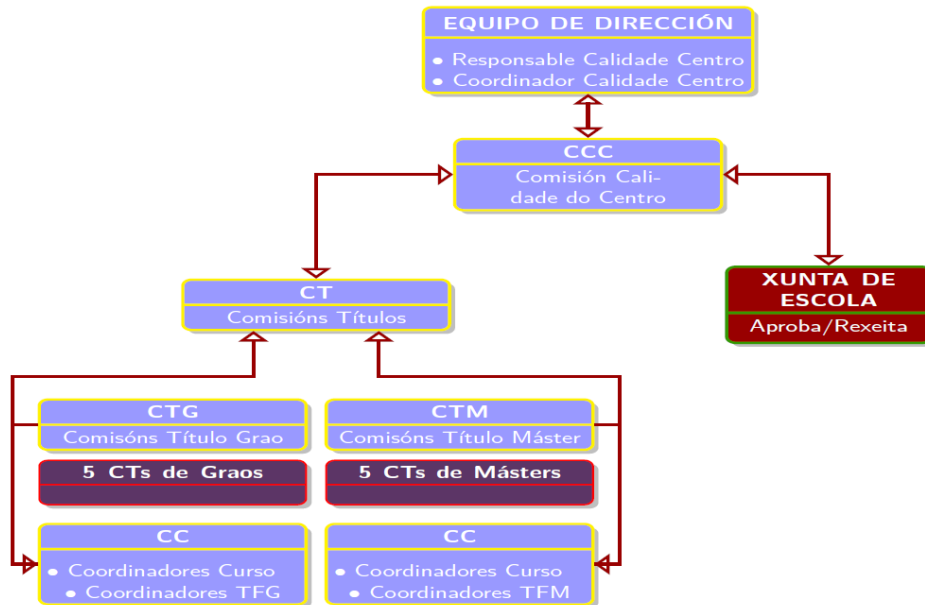 EQUIPO DE DIRECCIÓN
• Responsable Calidade Centro
• Coordinador Calidade Centro
CCC
Comisión Cali-
dade do Centro
XUNTA DE
ESCOLA
Aproba/Rexeita
CT
Comisións Títulos
CTG
Comisóns Título Grao
5 CTs de Graos
CTM
Comisóns Título Máster
5 CTs de Másters
CC
• Coordinadores Curso
• Coordinadores TFG
CC
• Coordinadores Curso
• Coordinadores TFM